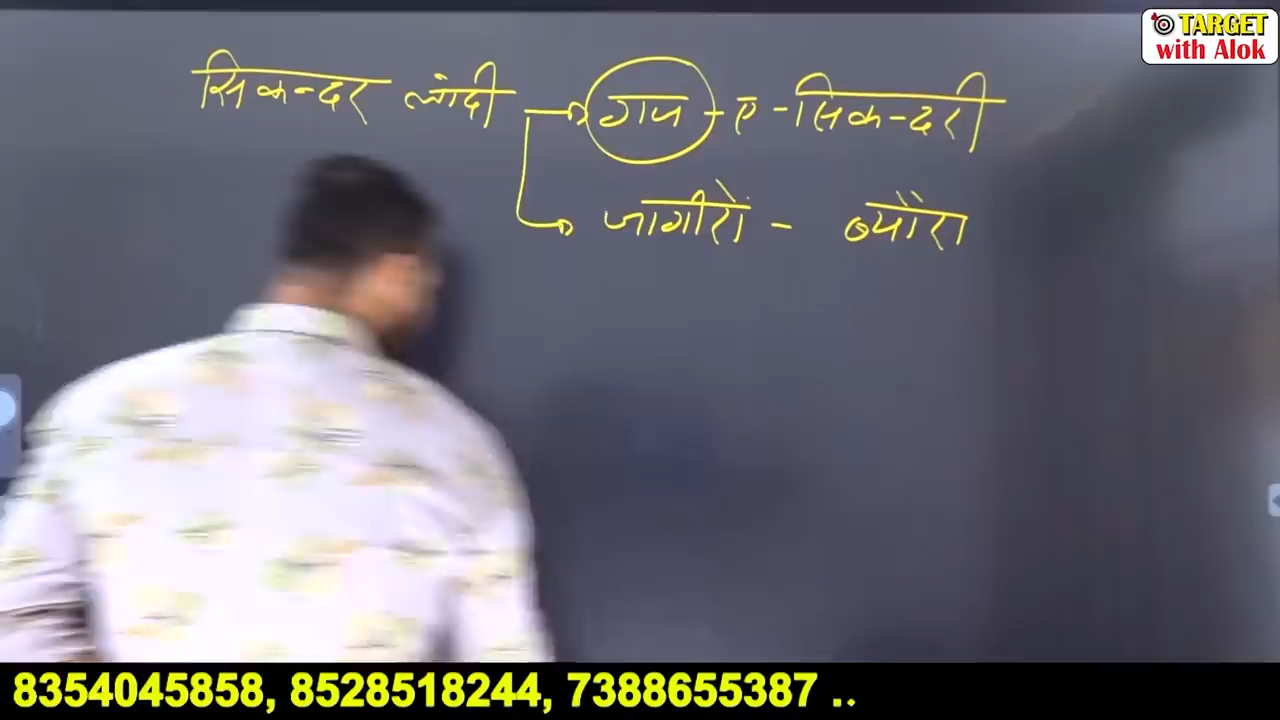 TARGET
with Alok
सिकन्दर लोदी → गज - ए - सिकन्दरी
→ जागीरों - ब्यौरा
8354045858, 8528518244, 7388655387 ..